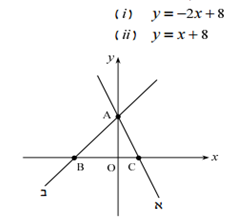 (i) y = −2x + 8
(ii) y = x + 8
y
A
B O C x
ב
א